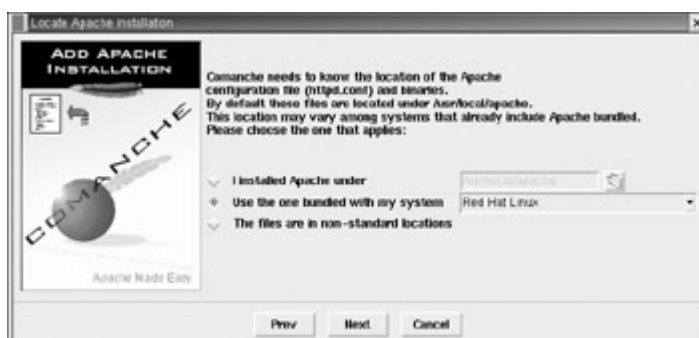 Locate Apache installation
ADD APACHE
INSTALLATION
COMANCHE
Apache Made Easy
Comanche needs to know the location of the Apache
configuration file (httpd.conf) and binaries.
By default these files are located under /usr/local/apache.
This location may vary among systems that already include Apache bundled.
Please choose the one that applies:
I installed Apache under
/usr/local/apache
Use the one bundled with my system
Red Hat Linux
The files are in non-standard locations
Prev
Next
Cancel